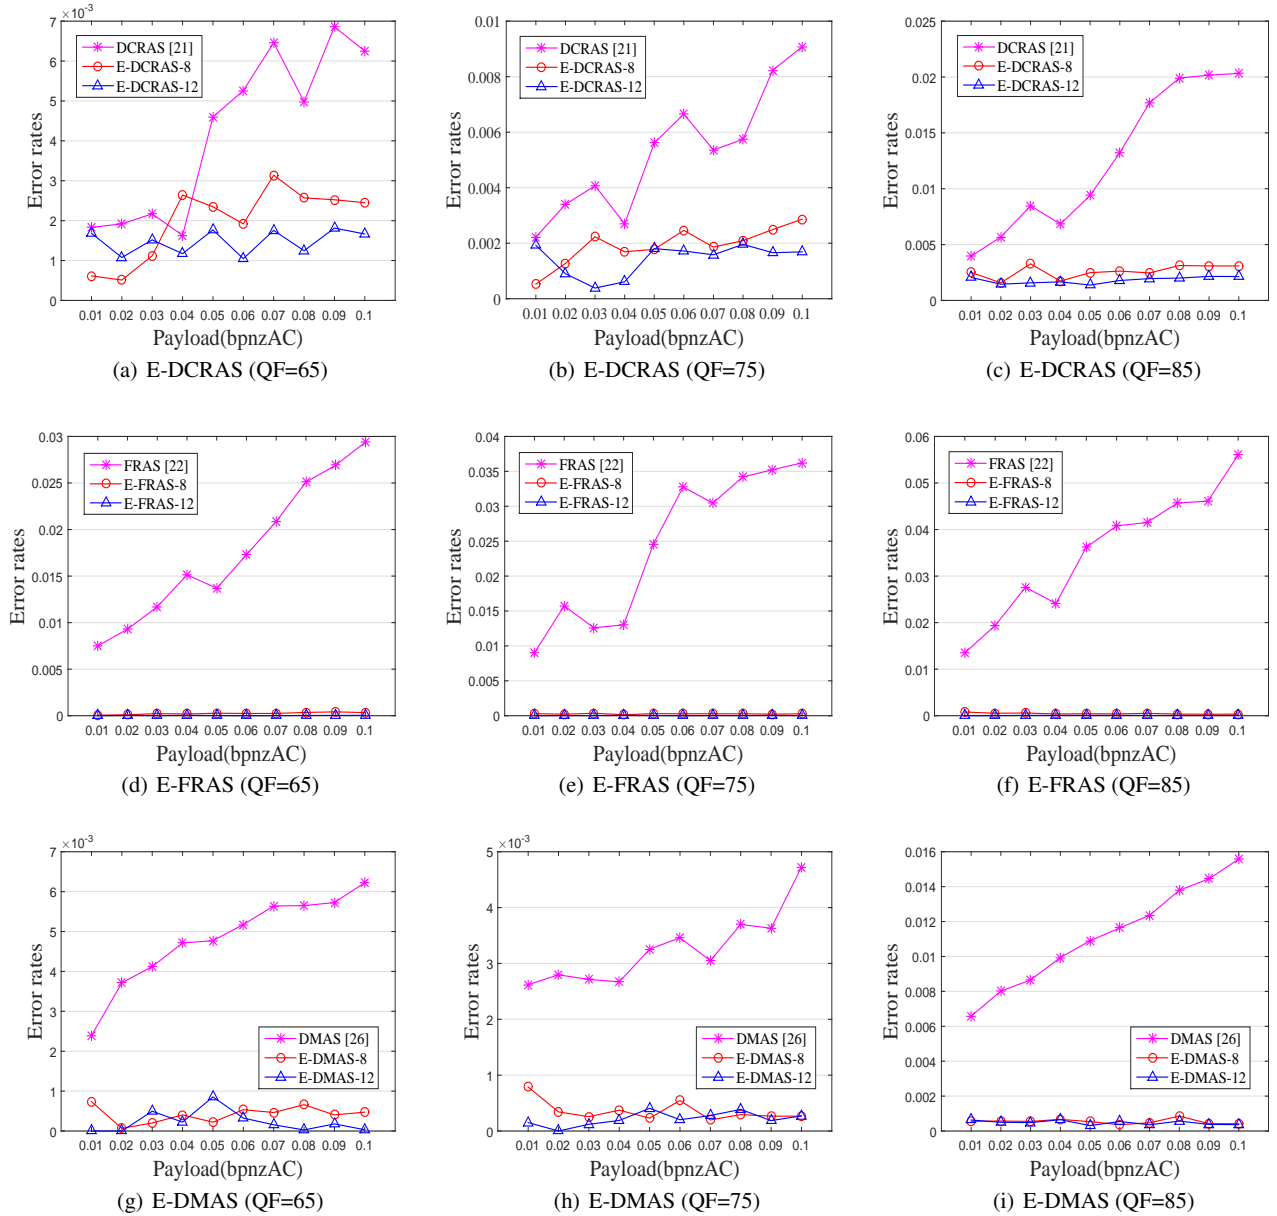 ×10⁻³
7
6
5
4
3
2
1
0
Error rates
DCRAS [21]
E-DCRAS-8
E-DCRAS-12
0.01 0.02 0.03 0.04 0.05 0.06 0.07 0.08 0.09 0.1
Payload(bpnzAC)
(a) E-DCRAS (QF=65)
0.01
0.008
0.006
0.004
0.002
0
Error rates
DCRAS [21]
E-DCRAS-8
E-DCRAS-12
0.01 0.02 0.03 0.04 0.05 0.06 0.07 0.08 0.09 0.1
Payload(bpnzAC)
(b) E-DCRAS (QF=75)
0.025
0.02
0.015
0.01
0.005
0
Error rates
DCRAS [21]
E-DCRAS-8
E-DCRAS-12
0.01 0.02 0.03 0.04 0.05 0.06 0.07 0.08 0.09 0.1
Payload(bpnzAC)
(c) E-DCRAS (QF=85)
0.03
0.025
0.02
0.015
0.01
0.005
0
Error rates
FRAS [22]
E-FRAS-8
E-FRAS-12
0.01 0.02 0.03 0.04 0.05 0.06 0.07 0.08 0.09 0.1
Payload(bpnzAC)
(d) E-FRAS (QF=65)
0.04
0.035
0.03
0.025
0.02
0.015
0.01
0.005
0
Error rates
FRAS [22]
E-FRAS-8
E-FRAS-12
0.01 0.02 0.03 0.04 0.05 0.06 0.07 0.08 0.09 0.1
Payload(bpnzAC)
(e) E-FRAS (QF=75)
0.06
0.05
0.04
0.03
0.02
0.01
0
Error rates
FRAS [22]
E-FRAS-8
E-FRAS-12
0.01 0.02 0.03 0.04 0.05 0.06 0.07 0.08 0.09 0.1
Payload(bpnzAC)
(f) E-FRAS (QF=85)
×10⁻³
7
6
5
4
3
2
1
0
Error rates
DMAS [26]
E-DMAS-8
E-DMAS-12
0.01 0.02 0.03 0.04 0.05 0.06 0.07 0.08 0.09 0.1
Payload(bpnzAC)
(g) E-DMAS (QF=65)
×10⁻³
5
4
3
2
1
0
Error rates
DMAS [26]
E-DMAS-8
E-DMAS-12
0.01 0.02 0.03 0.04 0.05 0.06 0.07 0.08 0.09 0.1
Payload(bpnzAC)
(h) E-DMAS (QF=75)
0.016
0.014
0.012
0.01
0.008
0.006
0.004
0.002
0
Error rates
DMAS [26]
E-DMAS-8
E-DMAS-12
0.01 0.02 0.03 0.04 0.05 0.06 0.07 0.08 0.09 0.1
Payload(bpnzAC)
(i) E-DMAS (QF=85)